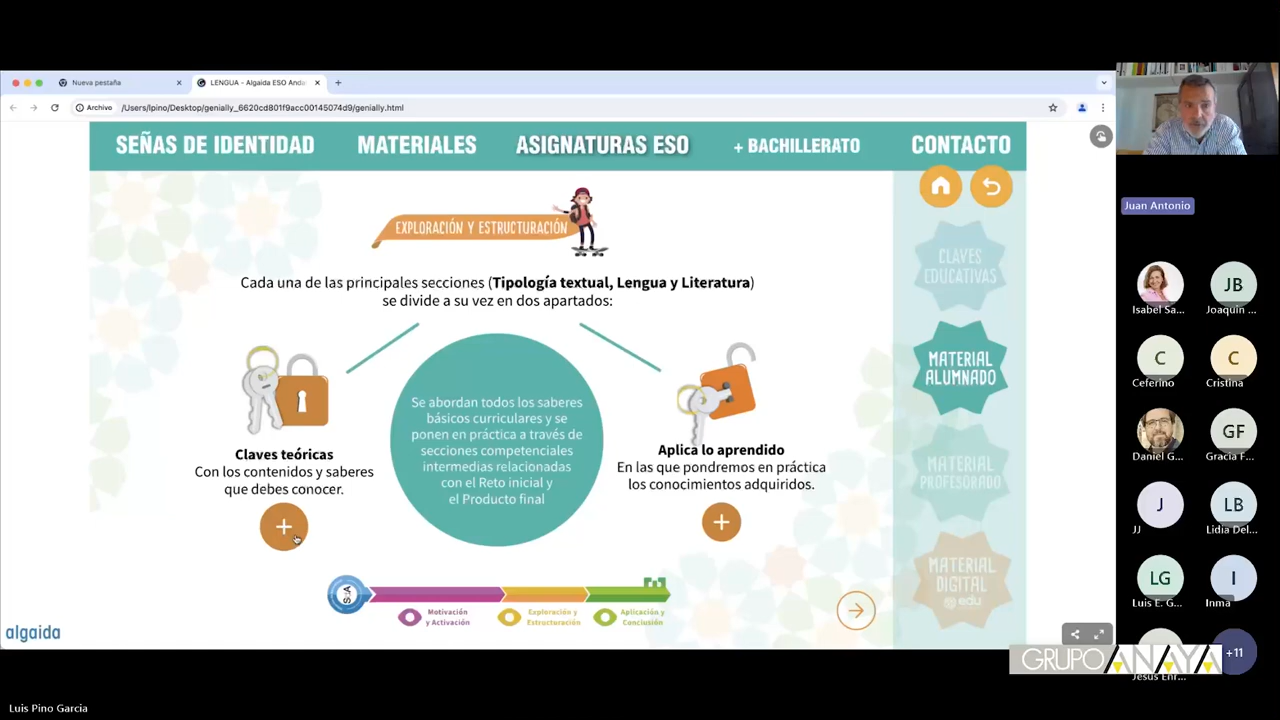 Nueva pestaña
LENGUA - Algaida ESO Anda
Archivo
/Users/lpino/Desktop/genially_6620cd801f9acc00145074d9/genially.html
SEÑAS DE IDENTIDAD
MATERIALES
ASIGNATURAS ESO
+ BACHILLERATO
CONTACTO
EXPLORACIÓN Y ESTRUCTURACIÓN
Cada una de las principales secciones (Tipología textual, Lengua y Literatura)
se divide a su vez en dos apartados:
Claves teóricas
Con los contenidos y saberes
que debes conocer.
Se abordan todos los saberes
básicos curriculares y se
ponen en práctica a través de
secciones competenciales
intermedias relacionadas
con el Reto inicial y
el Producto final
Aplica lo aprendido
En las que pondremos en práctica
los conocimientos adquiridos.
Motivación
y Activación
Exploración y
Estructuración
Aplicación y
Conclusión
CLAVES
EDUCATIVAS
MATERIAL
ALUMNADO
MATERIAL
PROFESORADO
MATERIAL
DIGITAL
edu
algaida
Juan Antonio
Isabel Sa...
JB
Joaquin ...
C
Ceferino
C
Cristina
Daniel G...
GF
Gracia F...
J
JJ
LB
Lidia Del...
LG
Luis E. G...
I
Inma
+11
Jesús Enr...
GRUPO ANAYA
Luis Pino Garcia